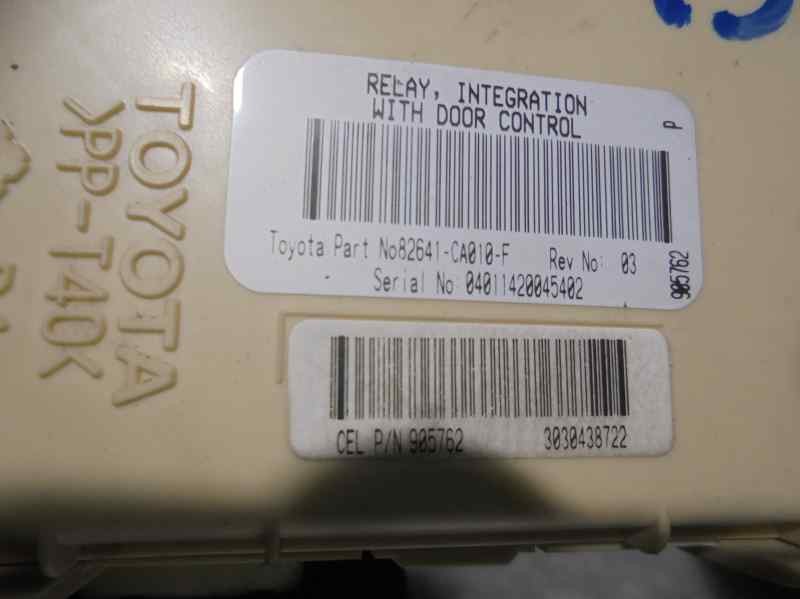 RELAY, INTEGRATION
WITH DOOR CONTROL
P
Toyota Part No82641-CA010-F Rev No: 03
Serial No: 04011420045402
905762
CEL P/N 905762 3030438722
TOYOTA
>PP-T40<